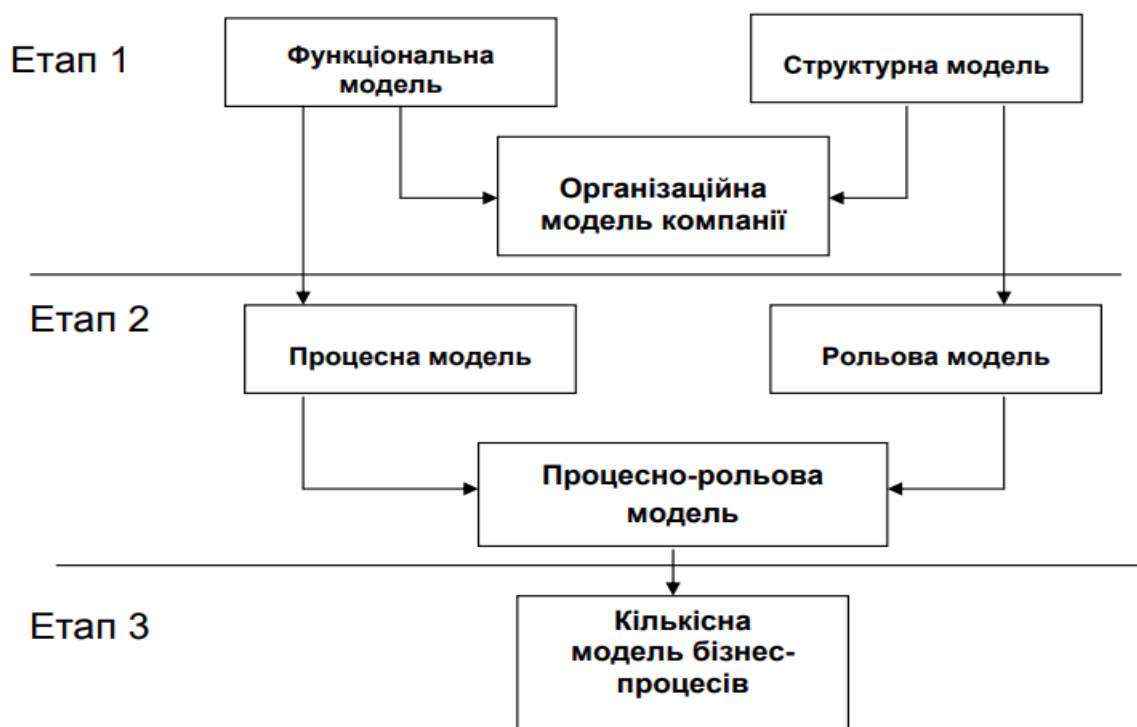 Етап 1
Функціональна
модель
Структурна модель
Організаційна
модель компанії
Етап 2
Процесна модель
Рольова модель
Процесно-рольова
модель
Етап 3
Кількісна
модель бізнес-
процесів